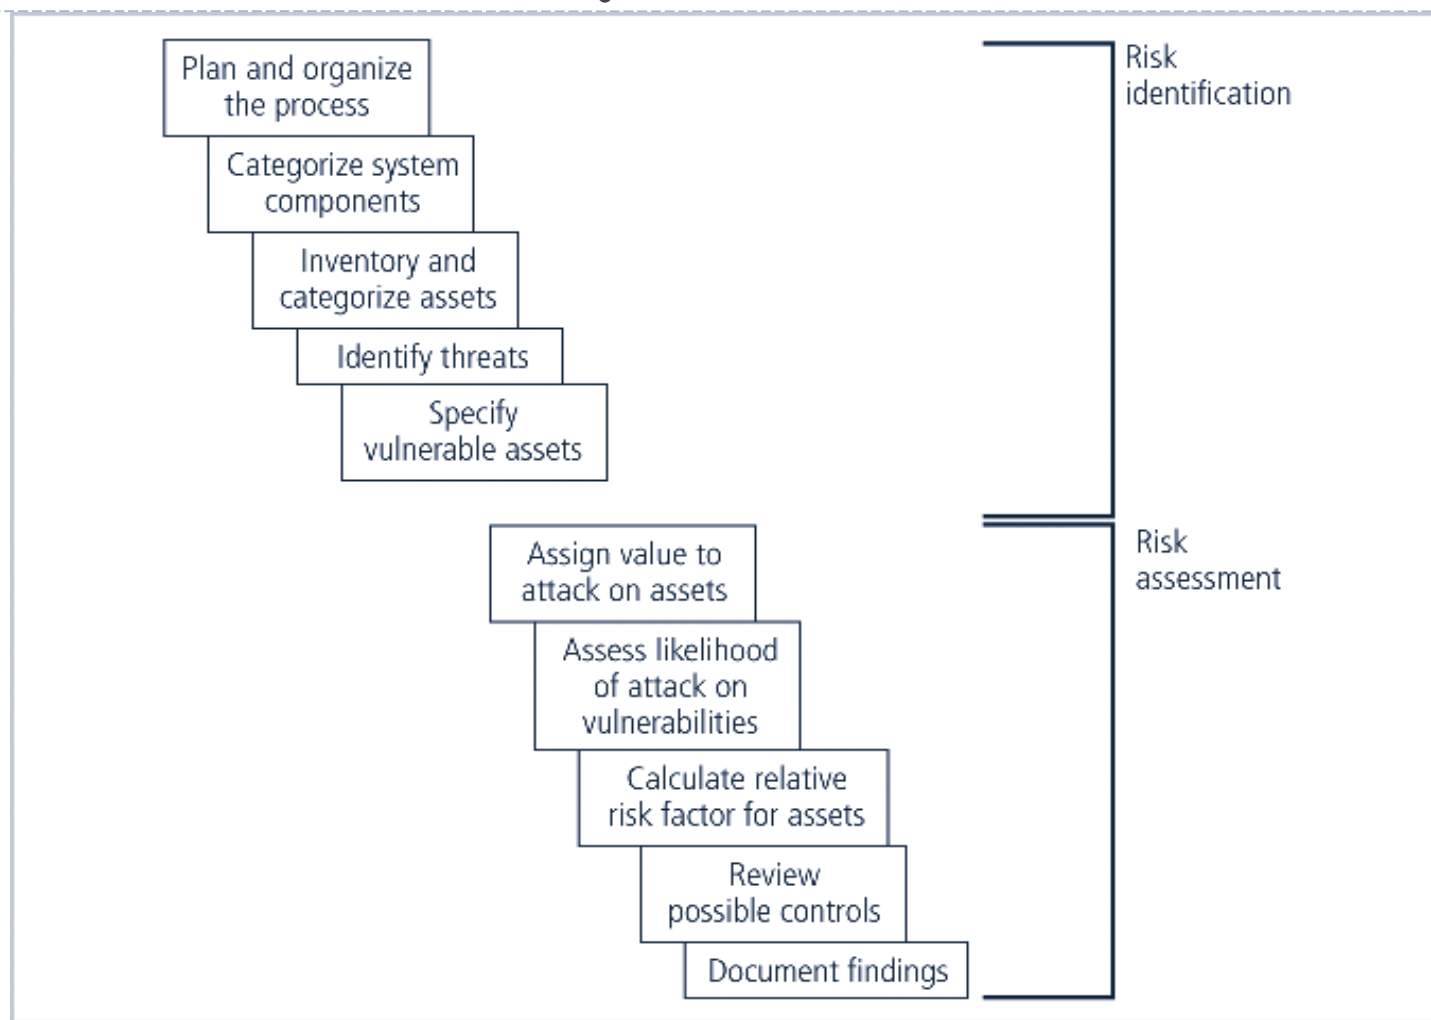 Plan and organize
the process
Categorize system
components
Inventory and
categorize assets
Identify threats
Specify
vulnerable assets
Risk
identification
Assign value to
attack on assets
Assess likelihood
of attack on
vulnerabilities
Calculate relative
risk factor for assets
Review
possible controls
Document findings
Risk
assessment